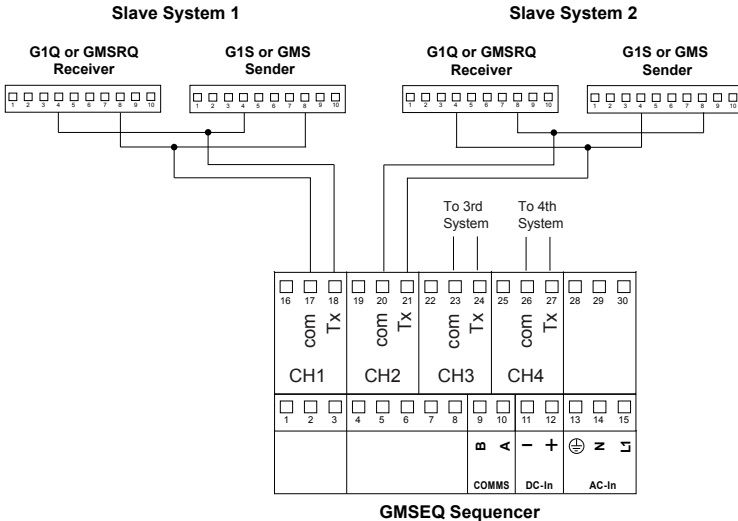 Slave System 1
Slave System 2
G1Q or GMSRQ
Receiver
G1S or GMS
Sender
G1Q or GMSRQ
Receiver
G1S or GMS
Sender
1 2 3 4 5 6 7 8 9 10
1 2 3 4 5 6 7 8 9 10
1 2 3 4 5 6 7 8 9 10
1 2 3 4 5 6 7 8 9 10
To 3rd
System
To 4th
System
16 17 18 19 20 21 22 23 24 25 26 27 28 29 30
com Tx com Tx com Tx com Tx
CH1 CH2 CH3 CH4
1 2 3 4 5 6 7 8 9 10 11 12 13 14 15
B A − + N L1
COMMS DC-In AC-In
GMSEQ Sequencer